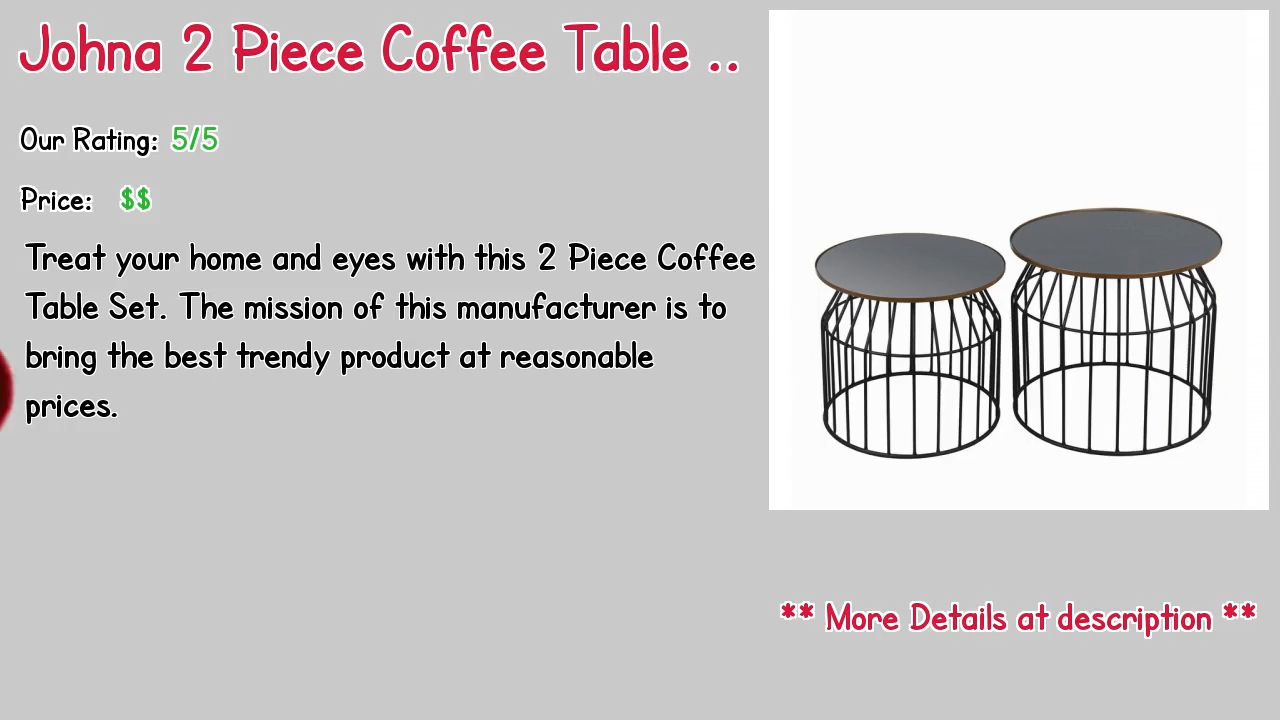 Johna 2 Piece Coffee Table ..
Our Rating: 5/5
Price: $$
Treat your home and eyes with this 2 Piece Coffee
Table Set. The mission of this manufacturer is to
bring the best trendy product at reasonable
prices.
** More Details at description **